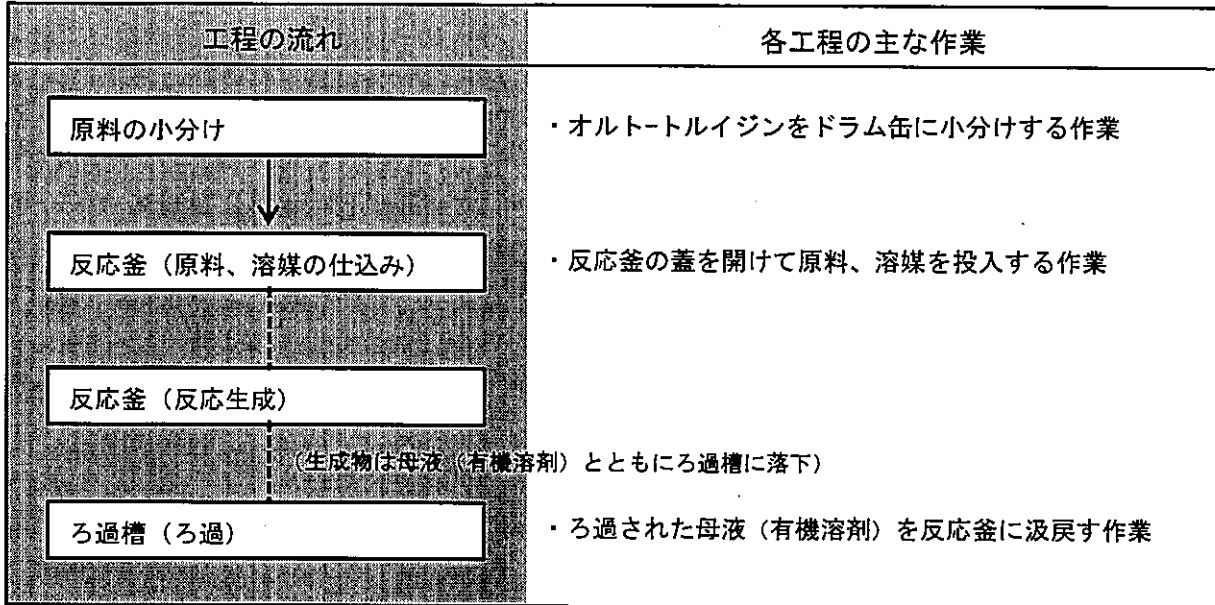 工程の流れ
各工程の主な作業
原料の小分け
・オルト-トルイジンをドラム缶に小分けする作業
反応釜（原料、溶媒の仕込み）
・反応釜の蓋を開けて原料、溶媒を投入する作業
反応釜（反応生成）
（生成物は母液（有機溶剤）とともにろ過槽に落下）
ろ過槽（ろ過）
・ろ過された母液（有機溶剤）を反応釜に汲戻す作業